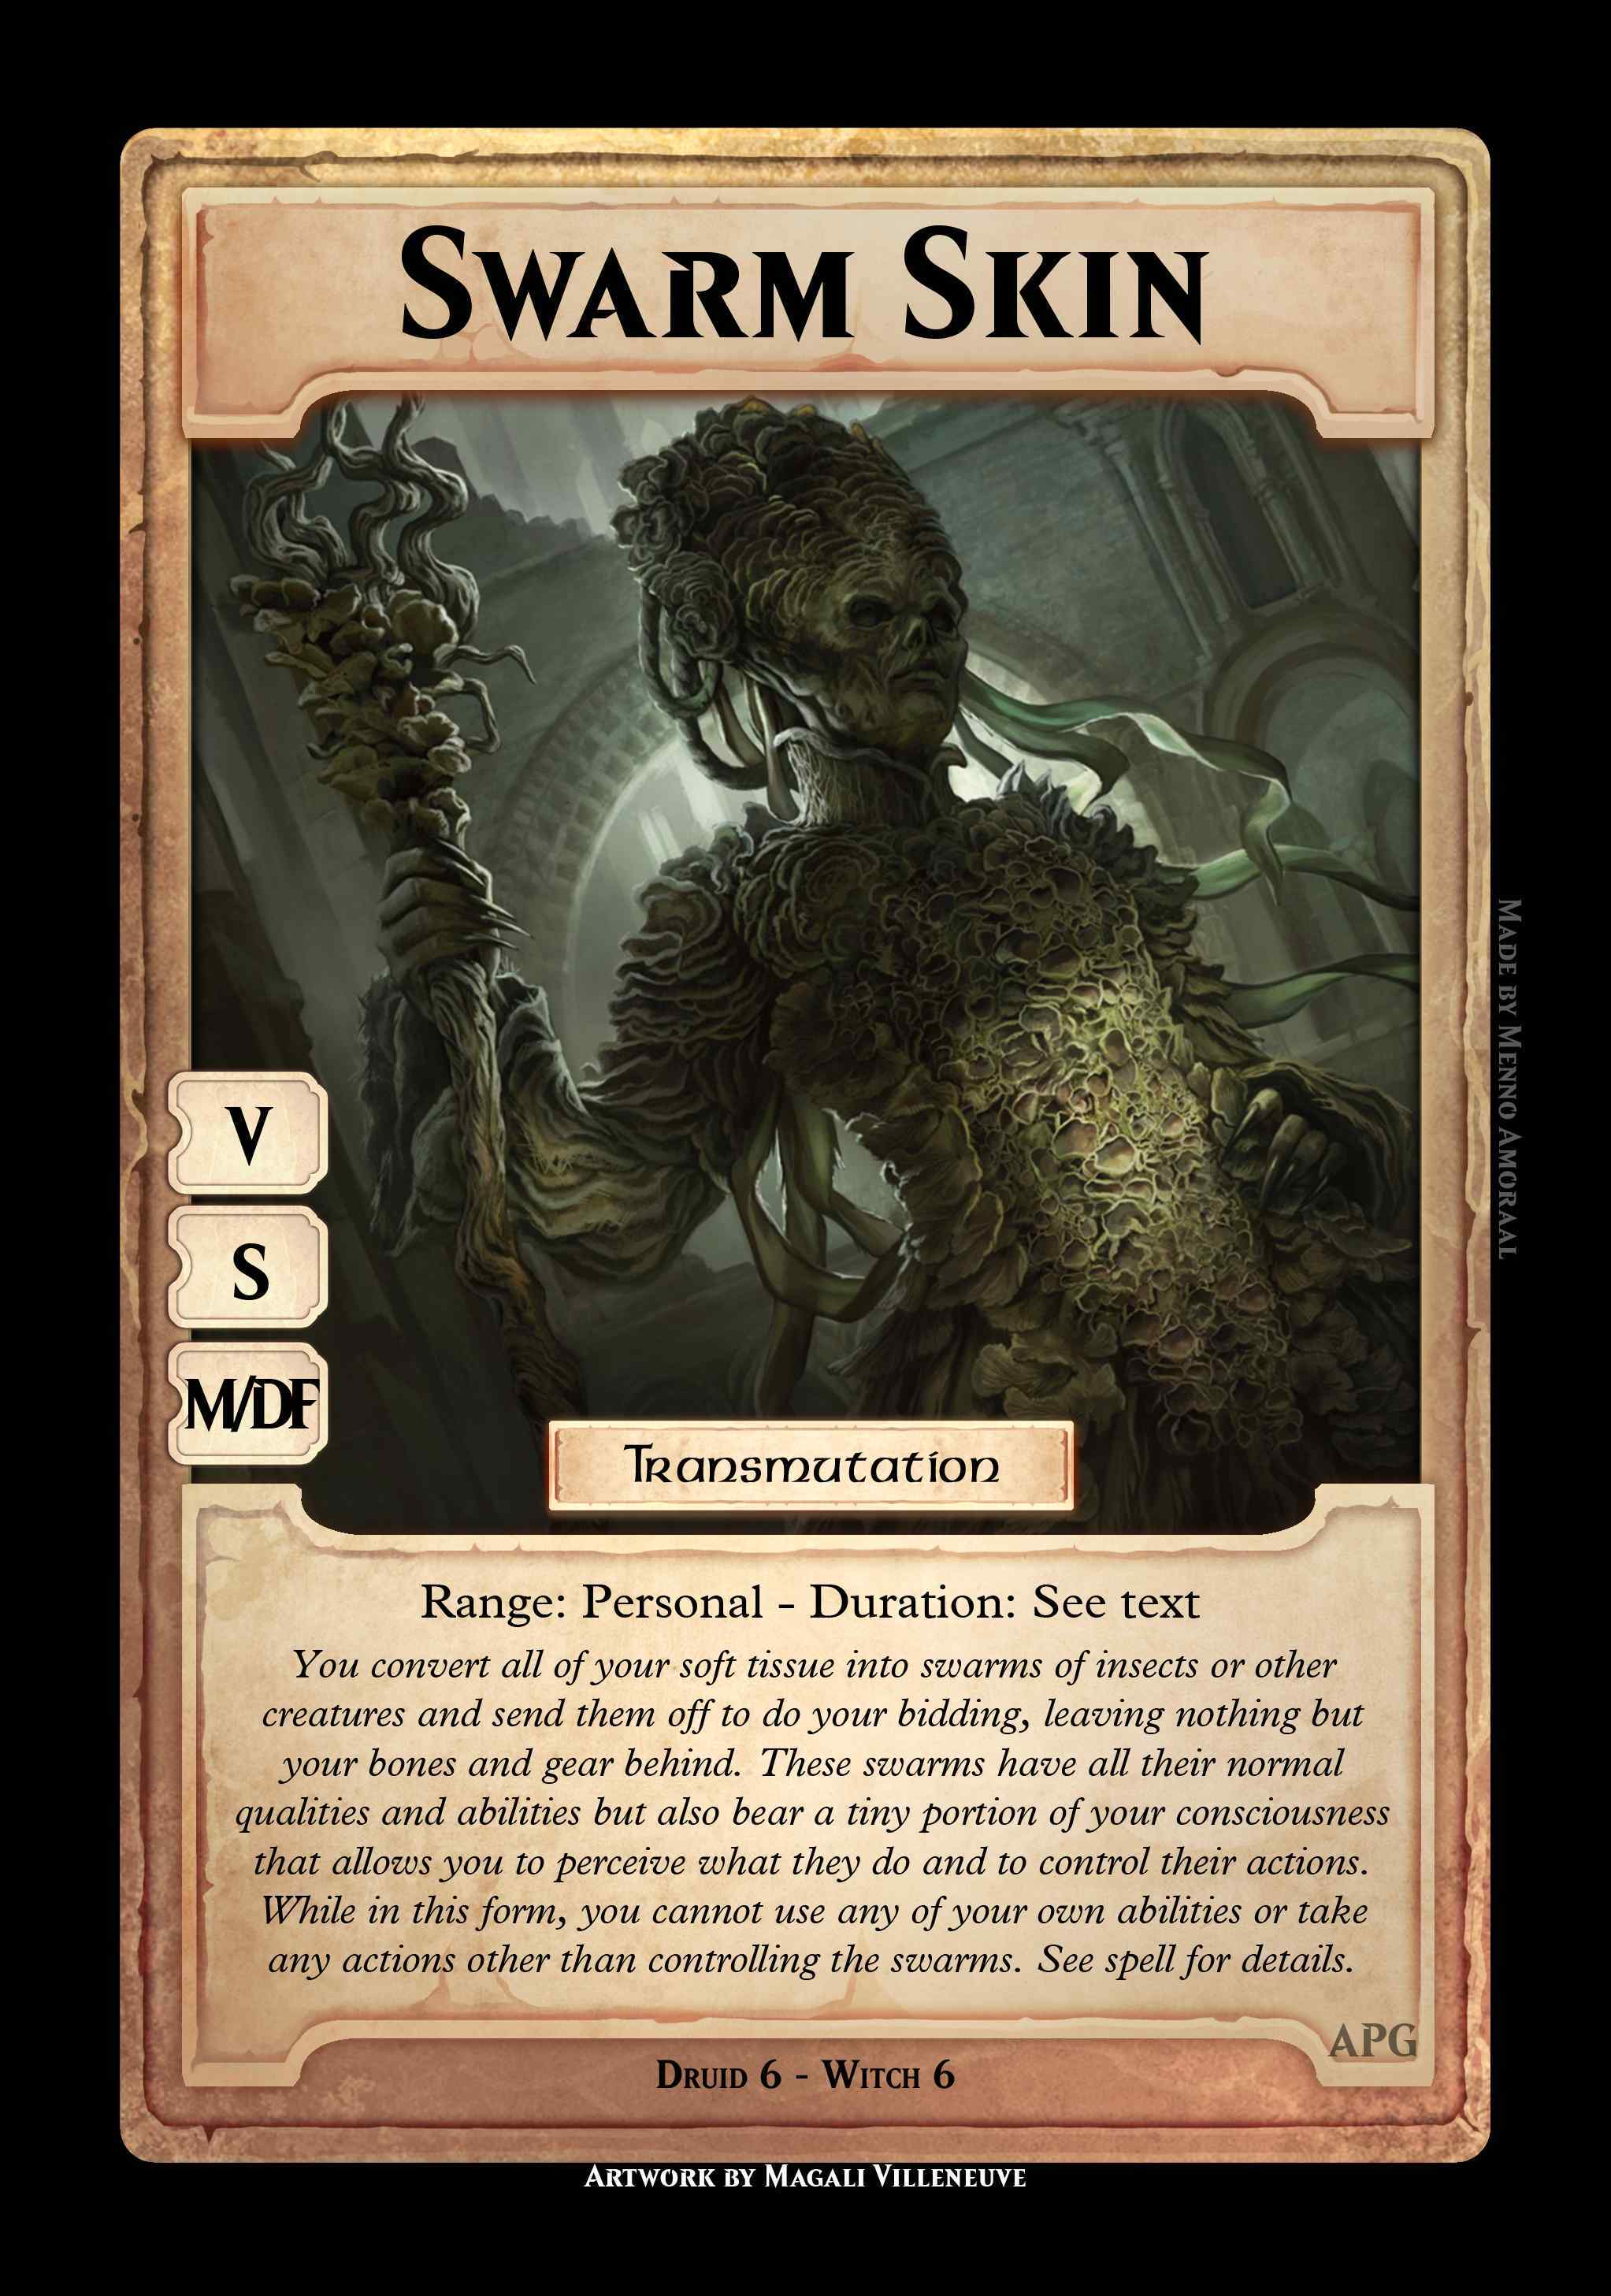 Swarm Skin
V
S
M/DF
Transmutation
Range: Personal - Duration: See text
You convert all of your soft tissue into swarms of insects or other
creatures and send them off to do your bidding, leaving nothing but
your bones and gear behind. These swarms have all their normal
qualities and abilities but also bear a tiny portion of your consciousness
that allows you to perceive what they do and to control their actions.
While in this form, you cannot use any of your own abilities or take
any actions other than controlling the swarms. See spell for details.
APG
Druid 6 - Witch 6
Artwork by Magali Villeneuve
Made by Menno Amoraal